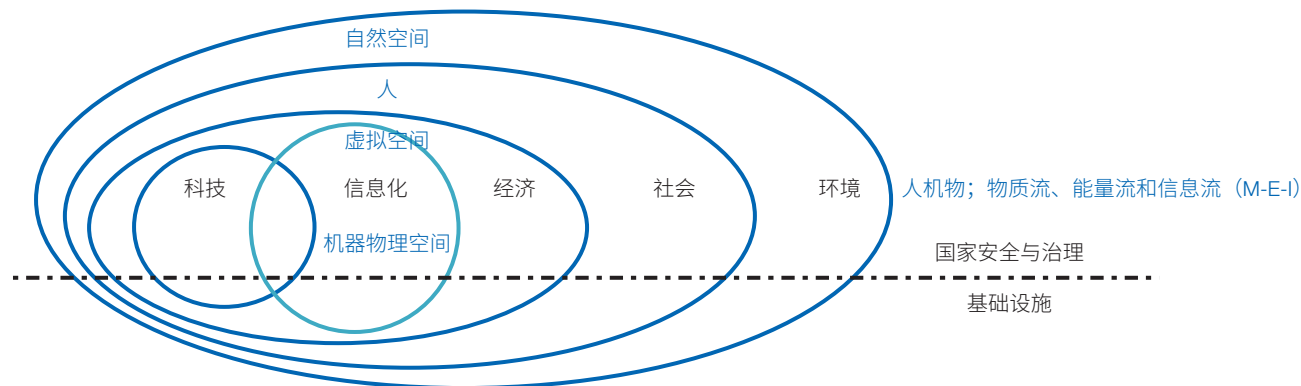 自然空间
人
虚拟空间
科技 信息化 经济 社会 环境 人机物；物质流、能量流和信息流（M-E-I）
机器物理空间
国家安全与治理
基础设施